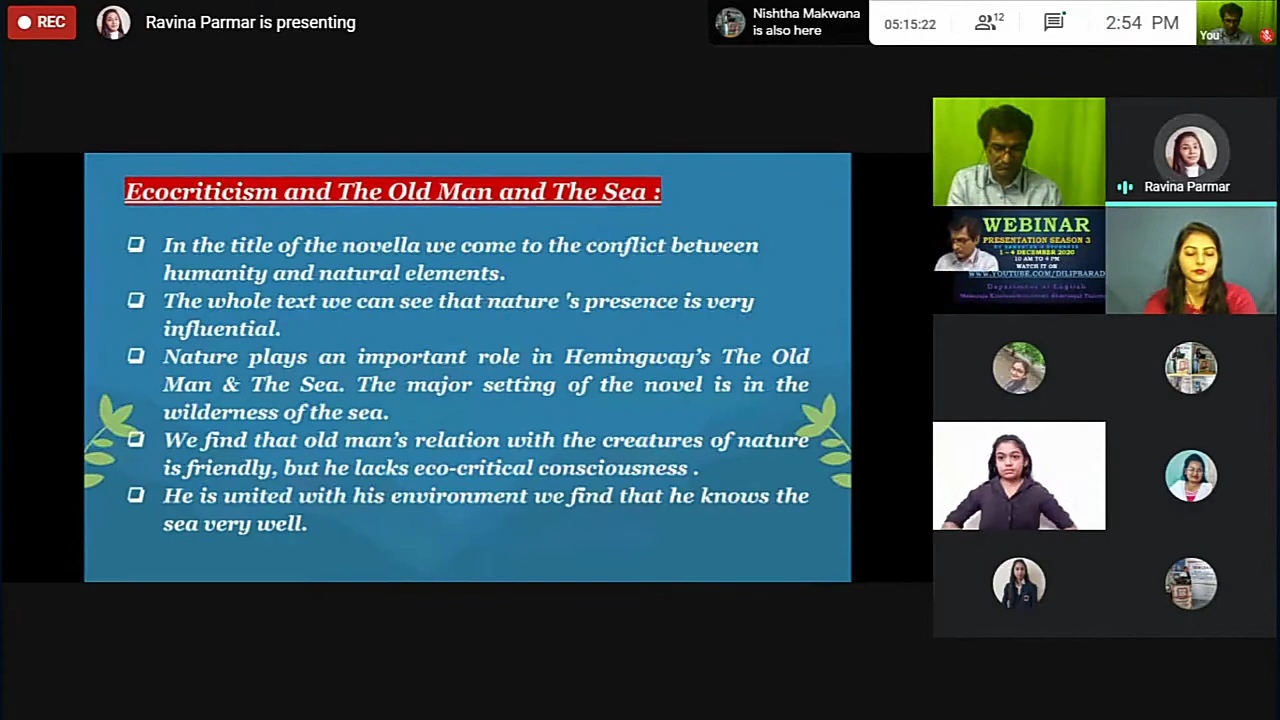 REC
Ravina Parmar is presenting
Nishtha Makwana
is also here
05:15:22
12
2:54 PM
You
Ravina Parmar
WEBINAR
PRESENTATION SEASON 3
1 - 4 DECEMBER 2020
10 AM TO 4 PM
WATCH IT ON
WWW.YOUTUBE.COM/DILIPBARAD
Department of English
Ecocriticism and The Old Man and The Sea :
In the title of the novella we come to the conflict between
humanity and natural elements.
The whole text we can see that nature 's presence is very
influential.
Nature plays an important role in Hemingway's The Old
Man & The Sea. The major setting of the novel is in the
wilderness of the sea.
We find that old man's relation with the creatures of nature
is friendly, but he lacks eco-critical consciousness .
He is united with his environment we find that he knows the
sea very well.